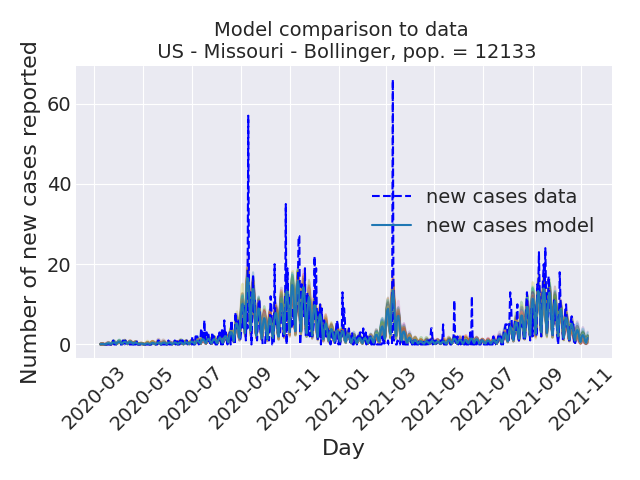 Model comparison to data
US - Missouri - Bollinger, pop. = 12133
Number of new cases reported
60
40
20
0
new cases data
new cases model
2020-03
2020-05
2020-07
2020-09
2020-11
2021-01
2021-03
2021-05
2021-07
2021-09
2021-11
Day